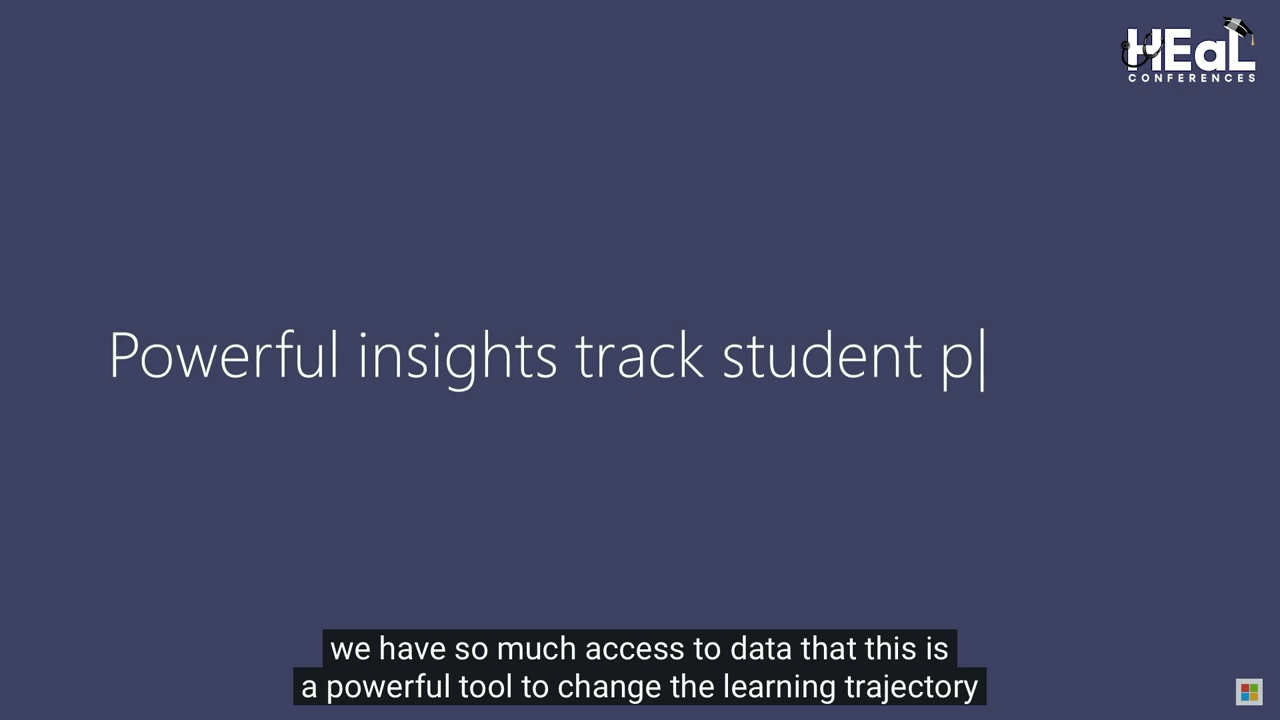 HEaL
CONFERENCES
Powerful insights track student p|
we have so much access to data that this is
a powerful tool to change the learning trajectory